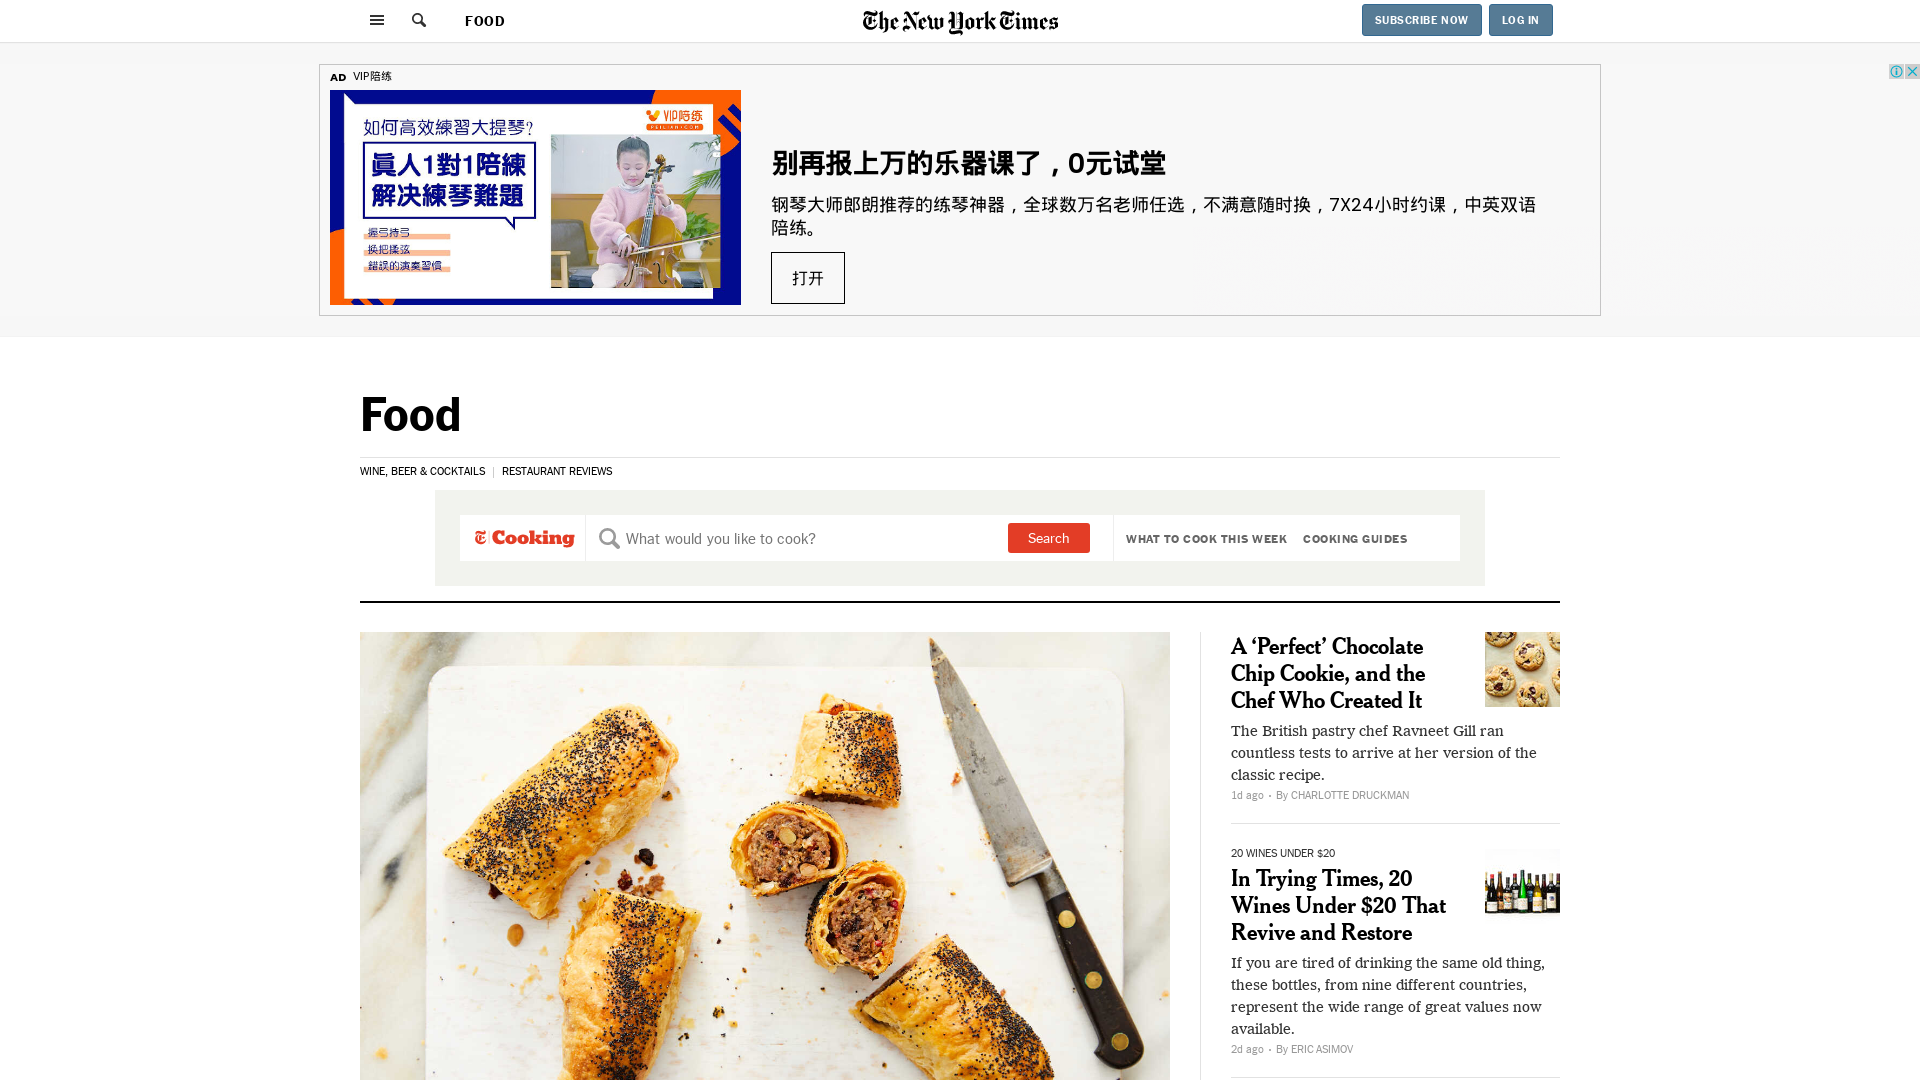 FOOD
The New York Times
SUBSCRIBE NOW
LOG IN
AD VIP陪练
如何高效練習大提琴?
VIP陪练
PEILIAN.COM
眞人1對1陪練
解决練琴難題
握弓持弓
换把揉弦
錯誤的演奏習慣
别再报上万的乐器课了，0元试堂
钢琴大师郎朗推荐的练琴神器，全球数万名老师任选，不满意随时换，7X24小时约课，中英双语
陪练。
打开
Food
WINE, BEER & COCKTAILS | RESTAURANT REVIEWS
Cooking
What would you like to cook?
Search
WHAT TO COOK THIS WEEK
COOKING GUIDES
A ‘Perfect’ Chocolate
Chip Cookie, and the
Chef Who Created It
The British pastry chef Ravneet Gill ran
countless tests to arrive at her version of the
classic recipe.
1d ago • By CHARLOTTE DRUCKMAN
20 WINES UNDER $20
In Trying Times, 20
Wines Under $20 That
Revive and Restore
If you are tired of drinking the same old thing,
these bottles, from nine different countries,
represent the wide range of great values now
available.
2d ago • By ERIC ASIMOV